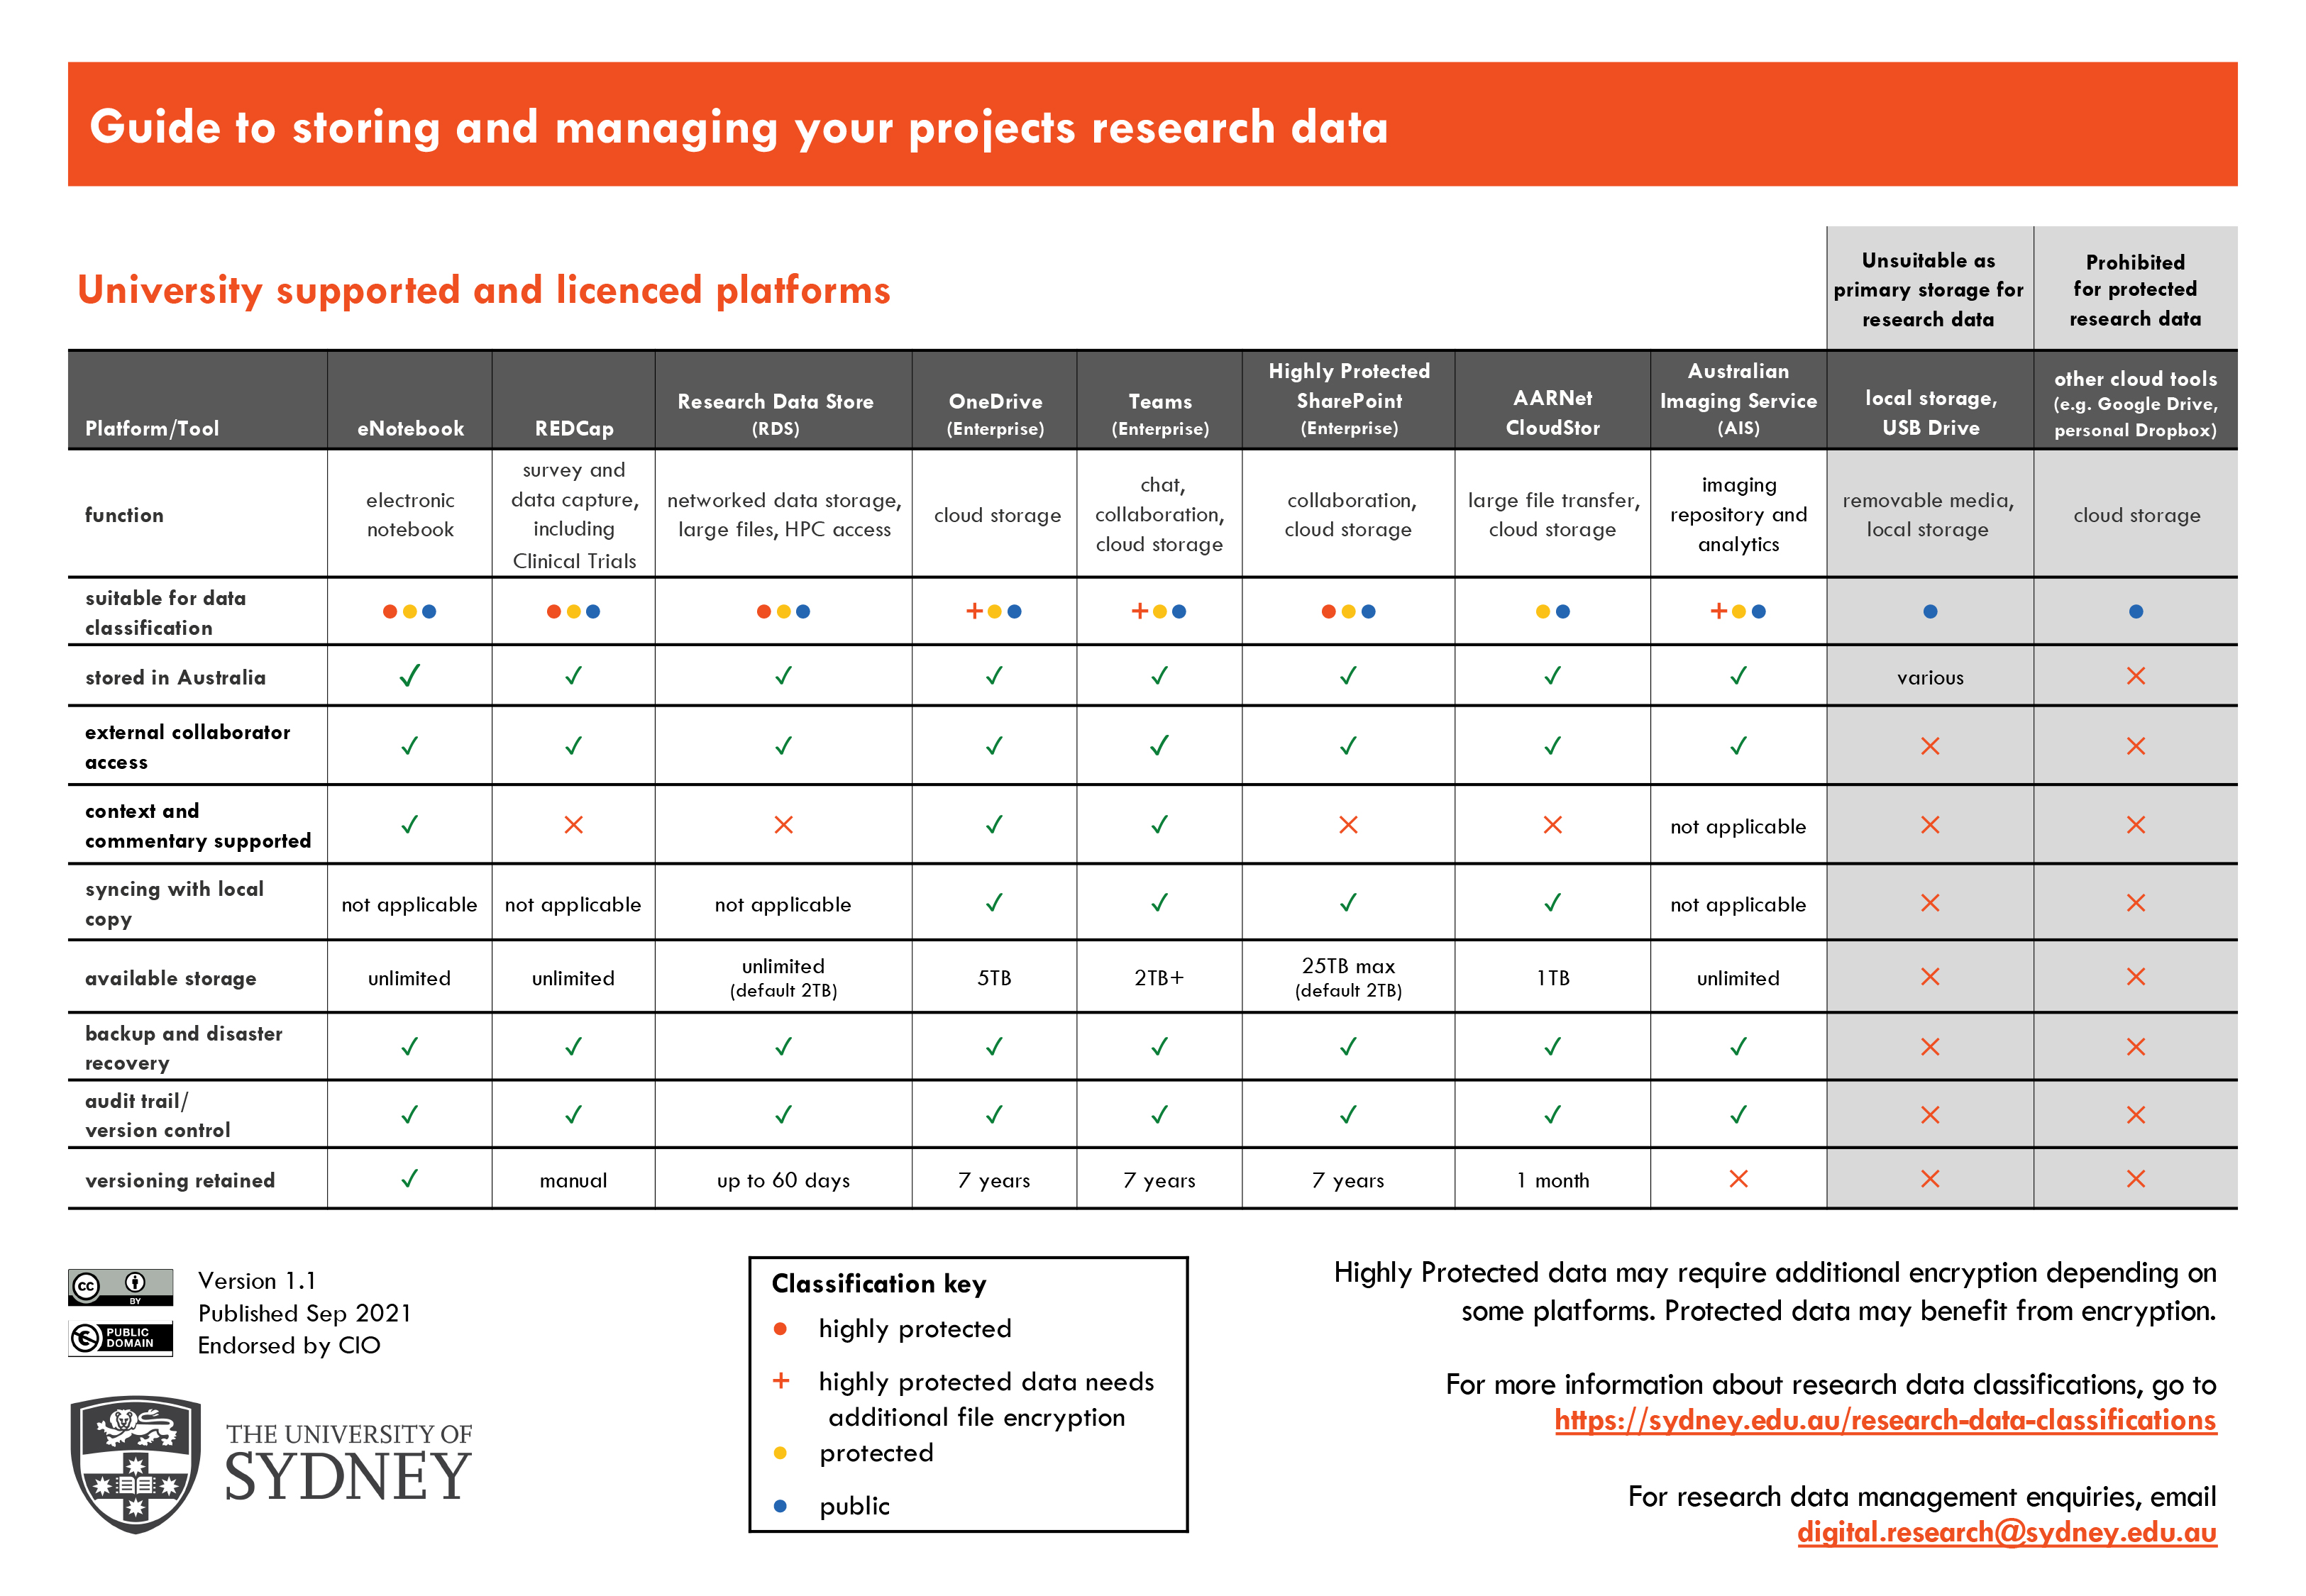 Guide to storing and managing your projects research data
University supported and licenced platforms
Unsuitable as
primary storage for
research data
Prohibited
for protected
research data
Platform/Tool
eNotebook
REDCap
Research Data Store
(RDS)
OneDrive
(Enterprise)
Teams
(Enterprise)
Highly Protected
SharePoint
(Enterprise)
AARNet
CloudStor
Australian
Imaging Service
(AIS)
local storage,
USB Drive
other cloud tools
(e.g. Google Drive,
personal Dropbox)
function
electronic
notebook
survey and
data capture,
including
Clinical Trials
networked data storage,
large files, HPC access
cloud storage
chat,
collaboration,
cloud storage
collaboration,
cloud storage
large file transfer,
cloud storage
imaging
repository and
analytics
removable media,
local storage
cloud storage
suitable for data
classification
+
+
+
stored in Australia
✓
✓
✓
✓
✓
✓
✓
✓
various
✕
external collaborator
access
✓
✓
✓
✓
✓
✓
✓
✓
✕
✕
context and
commentary supported
✓
✕
✕
✓
✓
✕
✕
not applicable
✕
✕
syncing with local
copy
not applicable
not applicable
not applicable
✓
✓
✓
✓
not applicable
✕
✕
available storage
unlimited
unlimited
unlimited
(default 2TB)
5TB
2TB+
25TB max
(default 2TB)
1TB
unlimited
✕
✕
backup and disaster
recovery
✓
✓
✓
✓
✓
✓
✓
✓
✕
✕
audit trail/
version control
✓
✓
✓
✓
✓
✓
✓
✓
✕
✕
versioning retained
✓
manual
up to 60 days
7 years
7 years
7 years
1 month
✕
✕
✕
cc
BY
PUBLIC
DOMAIN
Version 1.1
Published Sep 2021
Endorsed by CIO
THE UNIVERSITY OF
SYDNEY
Classification key
highly protected
+ highly protected data needs
additional file encryption
protected
public
Highly Protected data may require additional encryption depending on
some platforms. Protected data may benefit from encryption.
For more information about research data classifications, go to
https://sydney.edu.au/research-data-classifications
For research data management enquiries, email
digital.research@sydney.edu.au